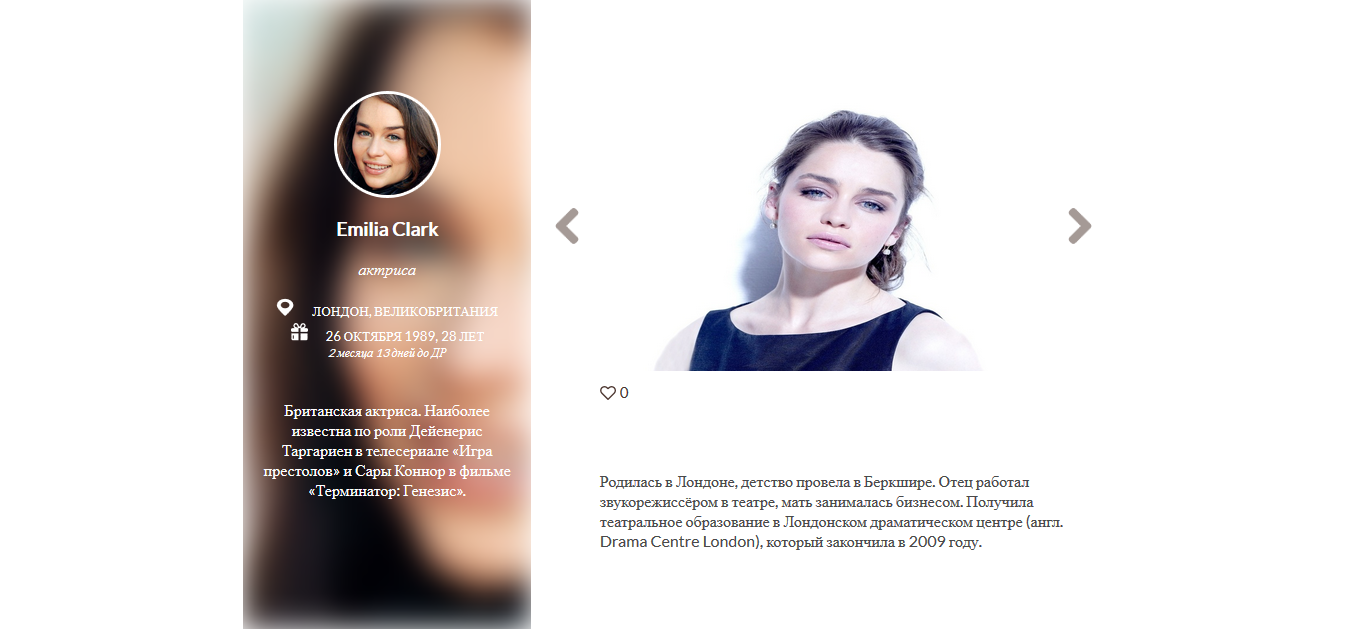 Emilia Clark
актриса
ЛОНДОН, ВЕЛИКОБРИТАНИЯ
26 ОКТЯБРЯ 1989, 28 ЛЕТ
2 месяца 13 дней до ДР
Британская актриса. Наиболее
известна по роли Дейенерис
Таргариен в телесериале «Игра
престолов» и Сары Коннор в фильме
«Терминатор: Генезис».
0
Родилась в Лондоне, детство провела в Беркшире. Отец работал
звукорежиссёром в театре, мать занималась бизнесом. Получила
театральное образование в Лондонском драматическом центре (англ.
Drama Centre London), который закончила в 2009 году.